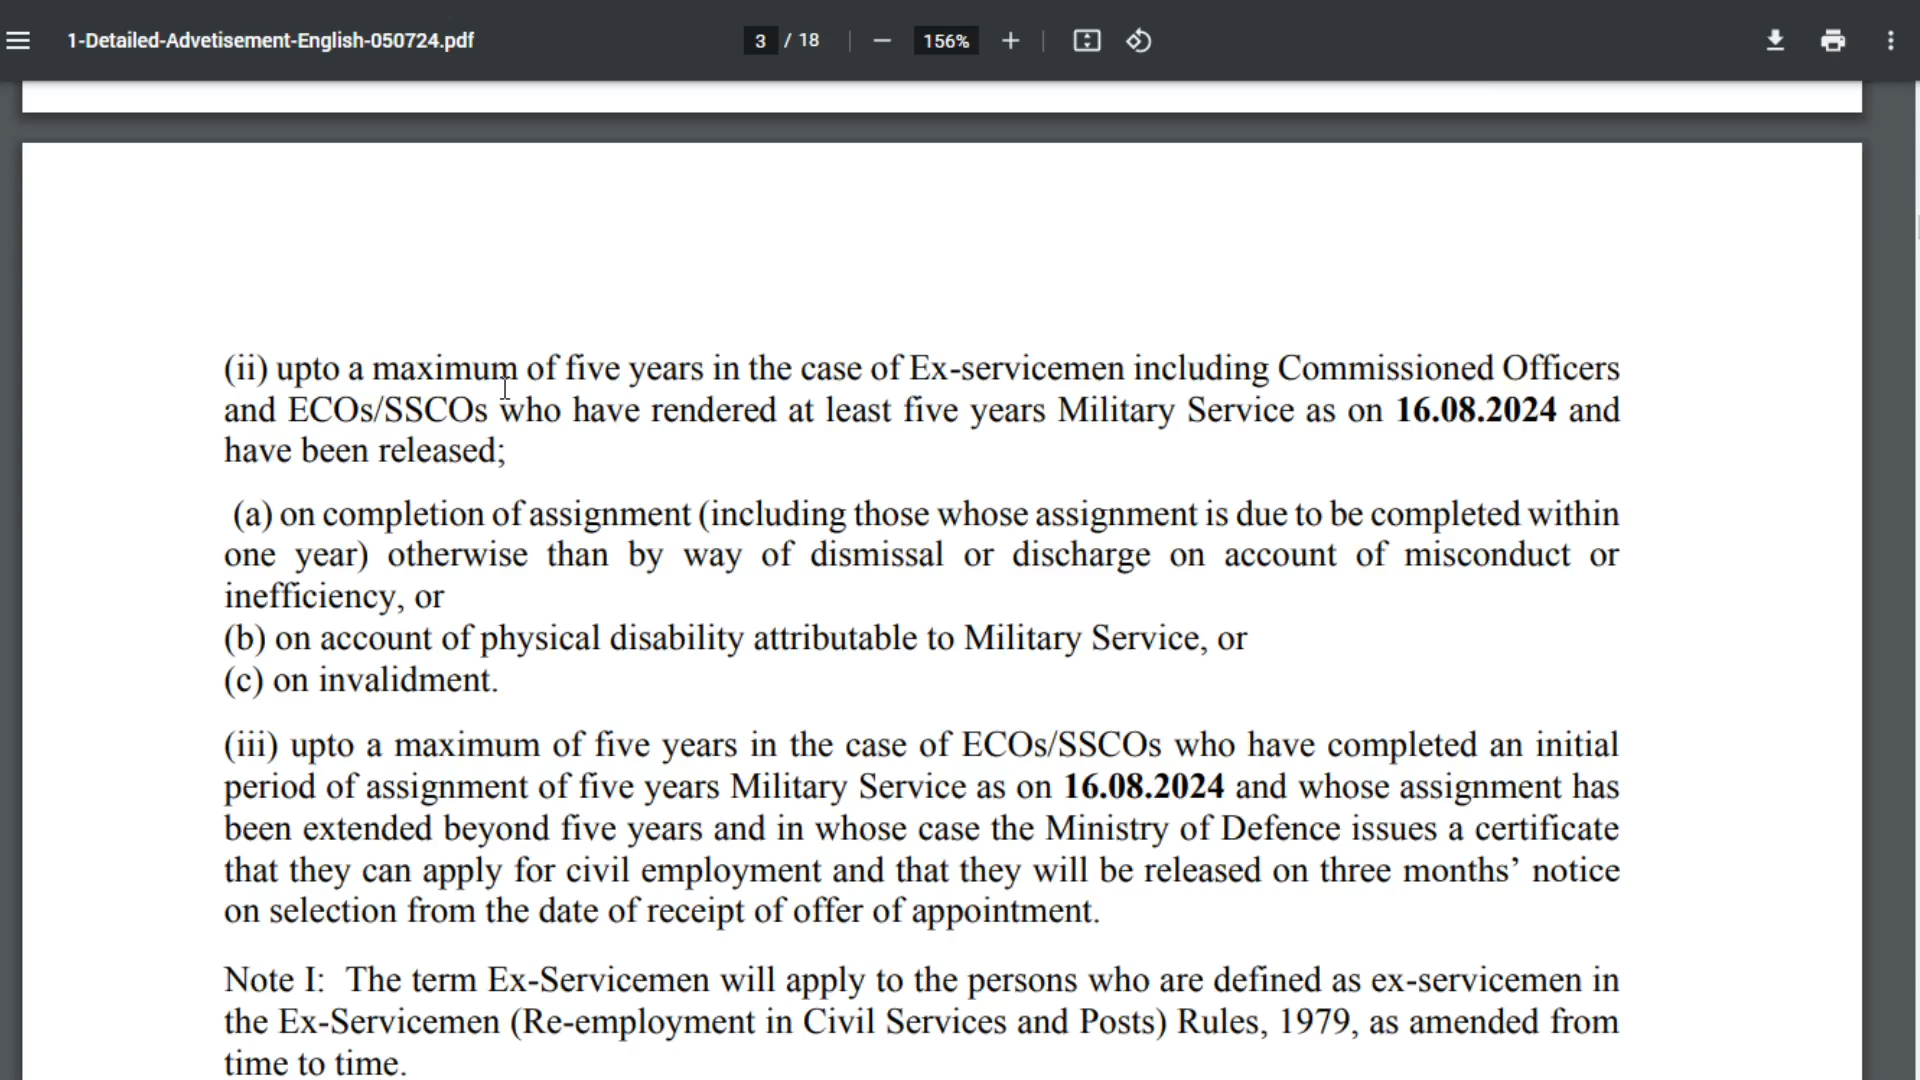 1-Detailed-Advetisement-English-050724.pdf
3 / 18
156%
(ii) upto a maximum of five years in the case of Ex-servicemen including Commissioned Officers
and ECOs/SSCOs who have rendered at least five years Military Service as on 16.08.2024 and
have been released;
(a) on completion of assignment (including those whose assignment is due to be completed within
one year) otherwise than by way of dismissal or discharge on account of misconduct or
inefficiency, or
(b) on account of physical disability attributable to Military Service, or
(c) on invalidment.
(iii) upto a maximum of five years in the case of ECOs/SSCOs who have completed an initial
period of assignment of five years Military Service as on 16.08.2024 and whose assignment has
been extended beyond five years and in whose case the Ministry of Defence issues a certificate
that they can apply for civil employment and that they will be released on three months’ notice
on selection from the date of receipt of offer of appointment.
Note I: The term Ex-Servicemen will apply to the persons who are defined as ex-servicemen in
the Ex-Servicemen (Re-employment in Civil Services and Posts) Rules, 1979, as amended from
time to time.